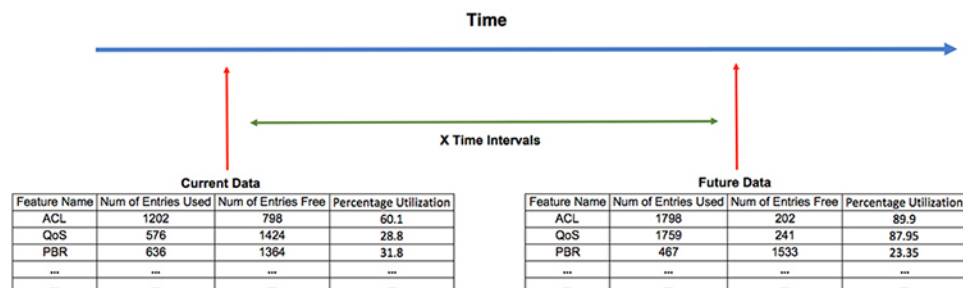 Time
X Time Intervals
Current Data
Feature Name Num of Entries Used Num of Entries Free Percentage Utilization
ACL 1202 798 60.1
QoS 576 1424 28.8
PBR 636 1364 31.8
... ... ... ...
... ... ... ...
Future Data
Feature Name Num of Entries Used Num of Entries Free Percentage Utilization
ACL 1798 202 89.9
QoS 1759 241 87.95
PBR 467 1533 23.35
... ... ... ...
... ... ... ...